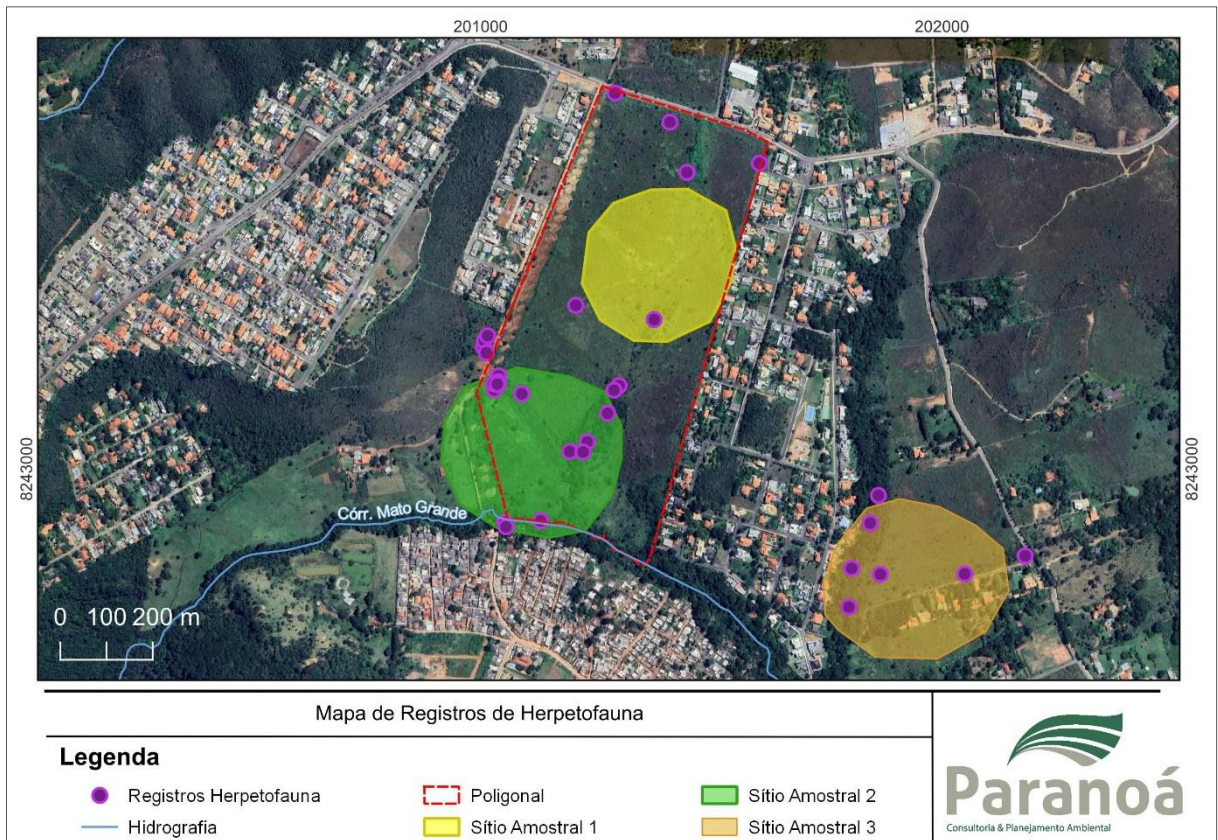 201000 202000
8243000 8243000
Córr. Mato Grande
0 100 200 m
Mapa de Registros de Herpetofauna
Legenda
Registros Herpetofauna Poligonal Sítio Amostral 2
Hidrografia Sítio Amostral 1 Sítio Amostral 3
Paranoá
Consultoria & Planejamento Ambiental